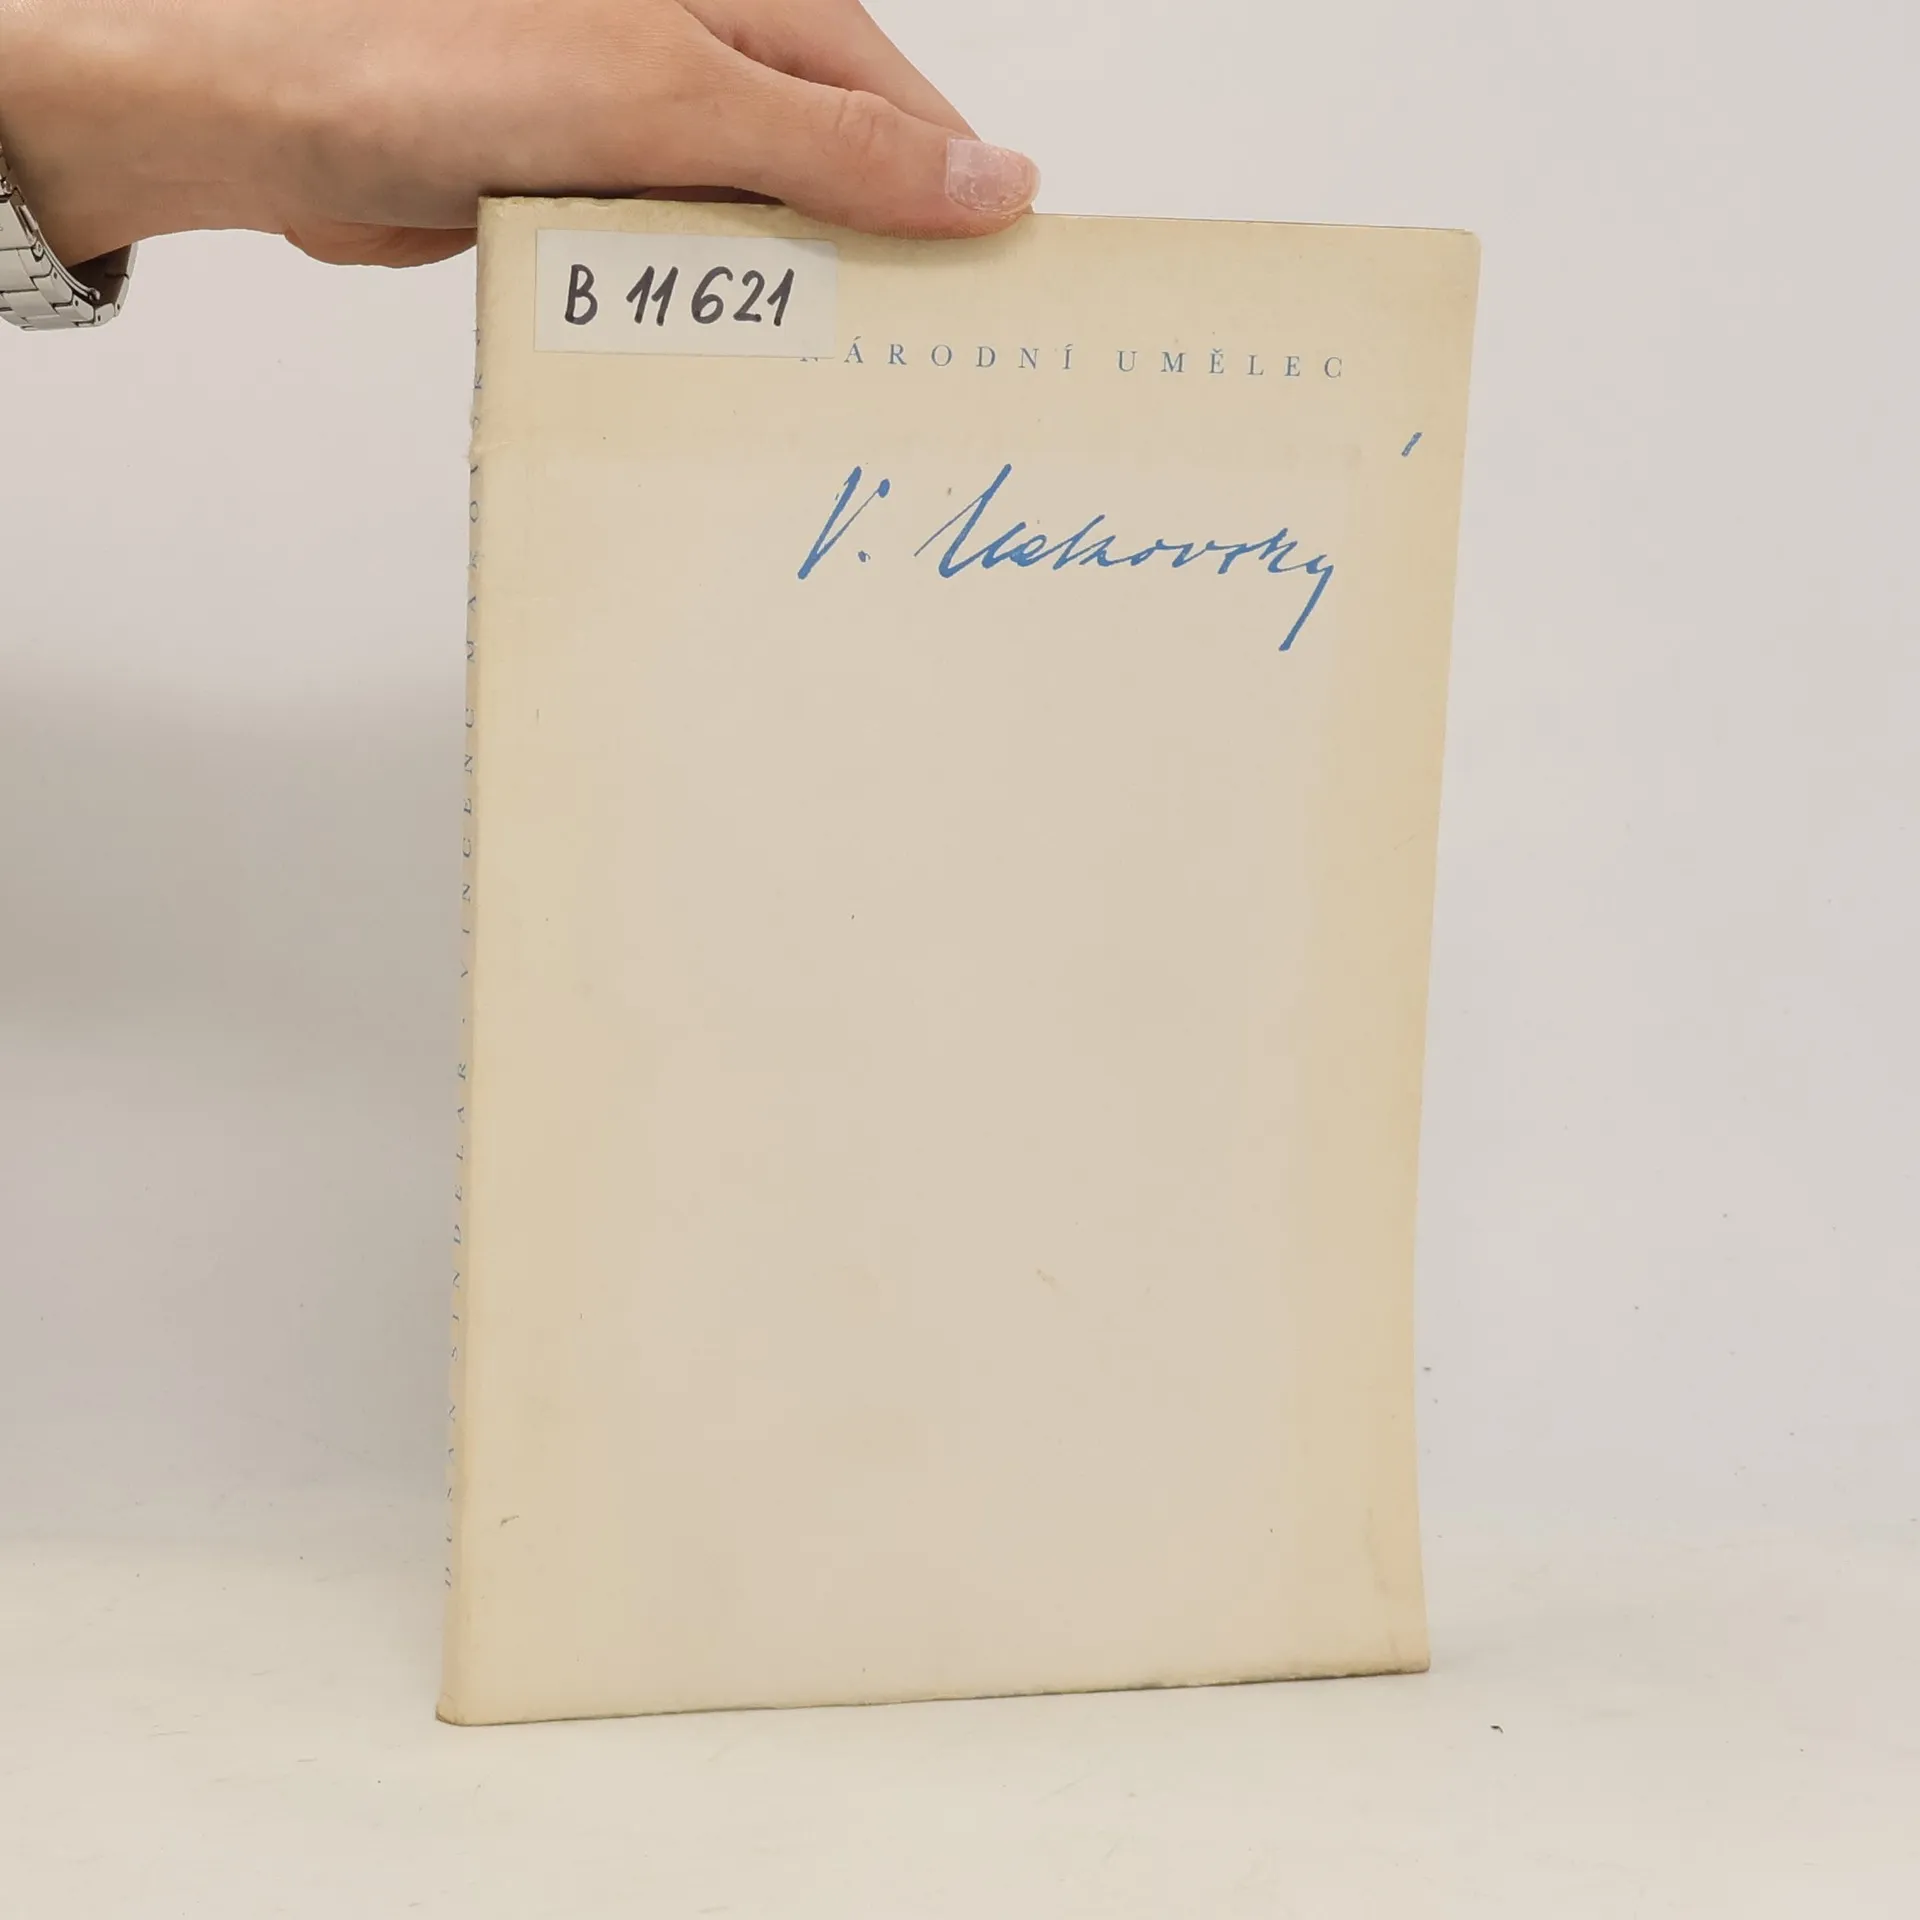 B 11621
NÁRODNÍ UMĚLEC
V. Makovský
DUŠAN ŠINDELÁŘ · VINCENC MAKOVSKÝ